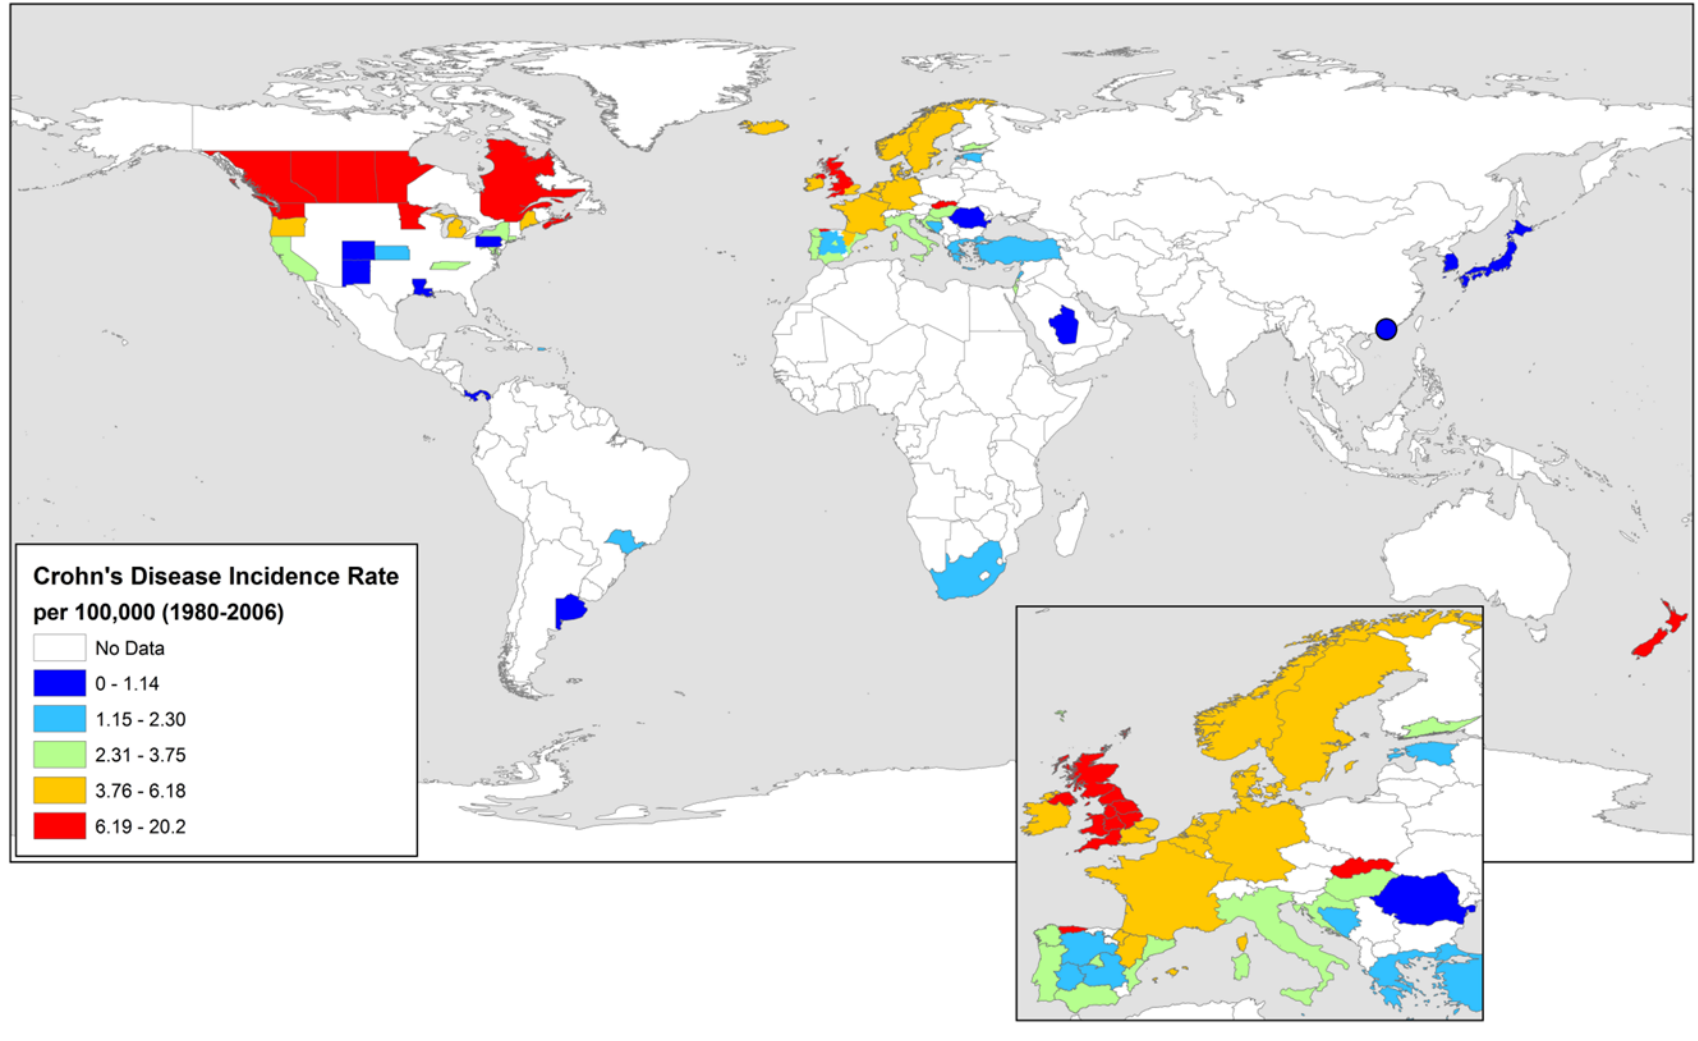 Crohn's Disease Incidence Rate
per 100,000 (1980-2006)
No Data
0 - 1.14
1.15 - 2.30
2.31 - 3.75
3.76 - 6.18
6.19 - 20.2